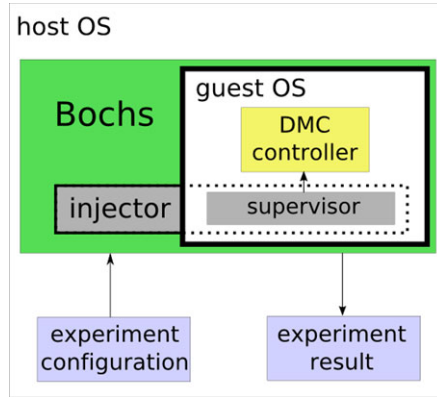 host OS
guest OS
Bochs
DMC
controller
injector
supervisor
experiment
configuration
experiment
result